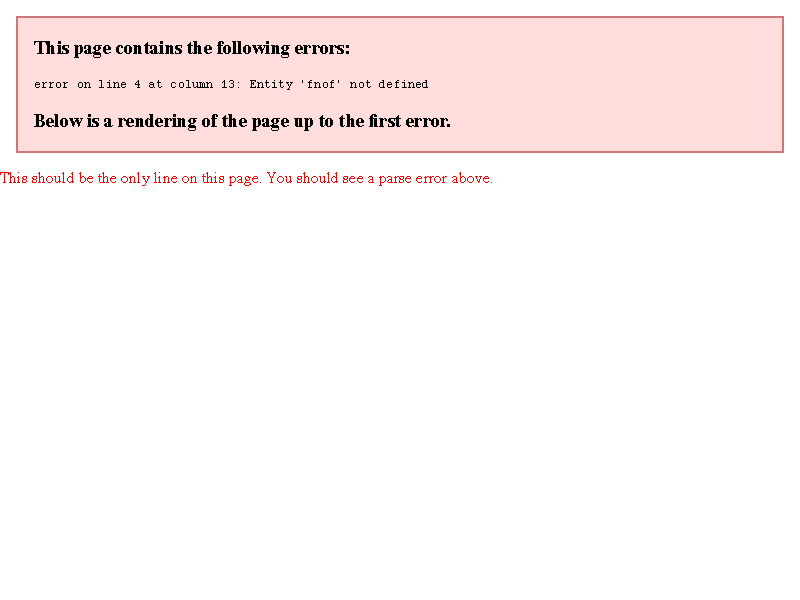 This page contains the following errors:
error on line 4 at column 13: Entity 'fnof' not defined
Below is a rendering of the page up to the first error.
This should be the only line on this page. You should see a parse error above.